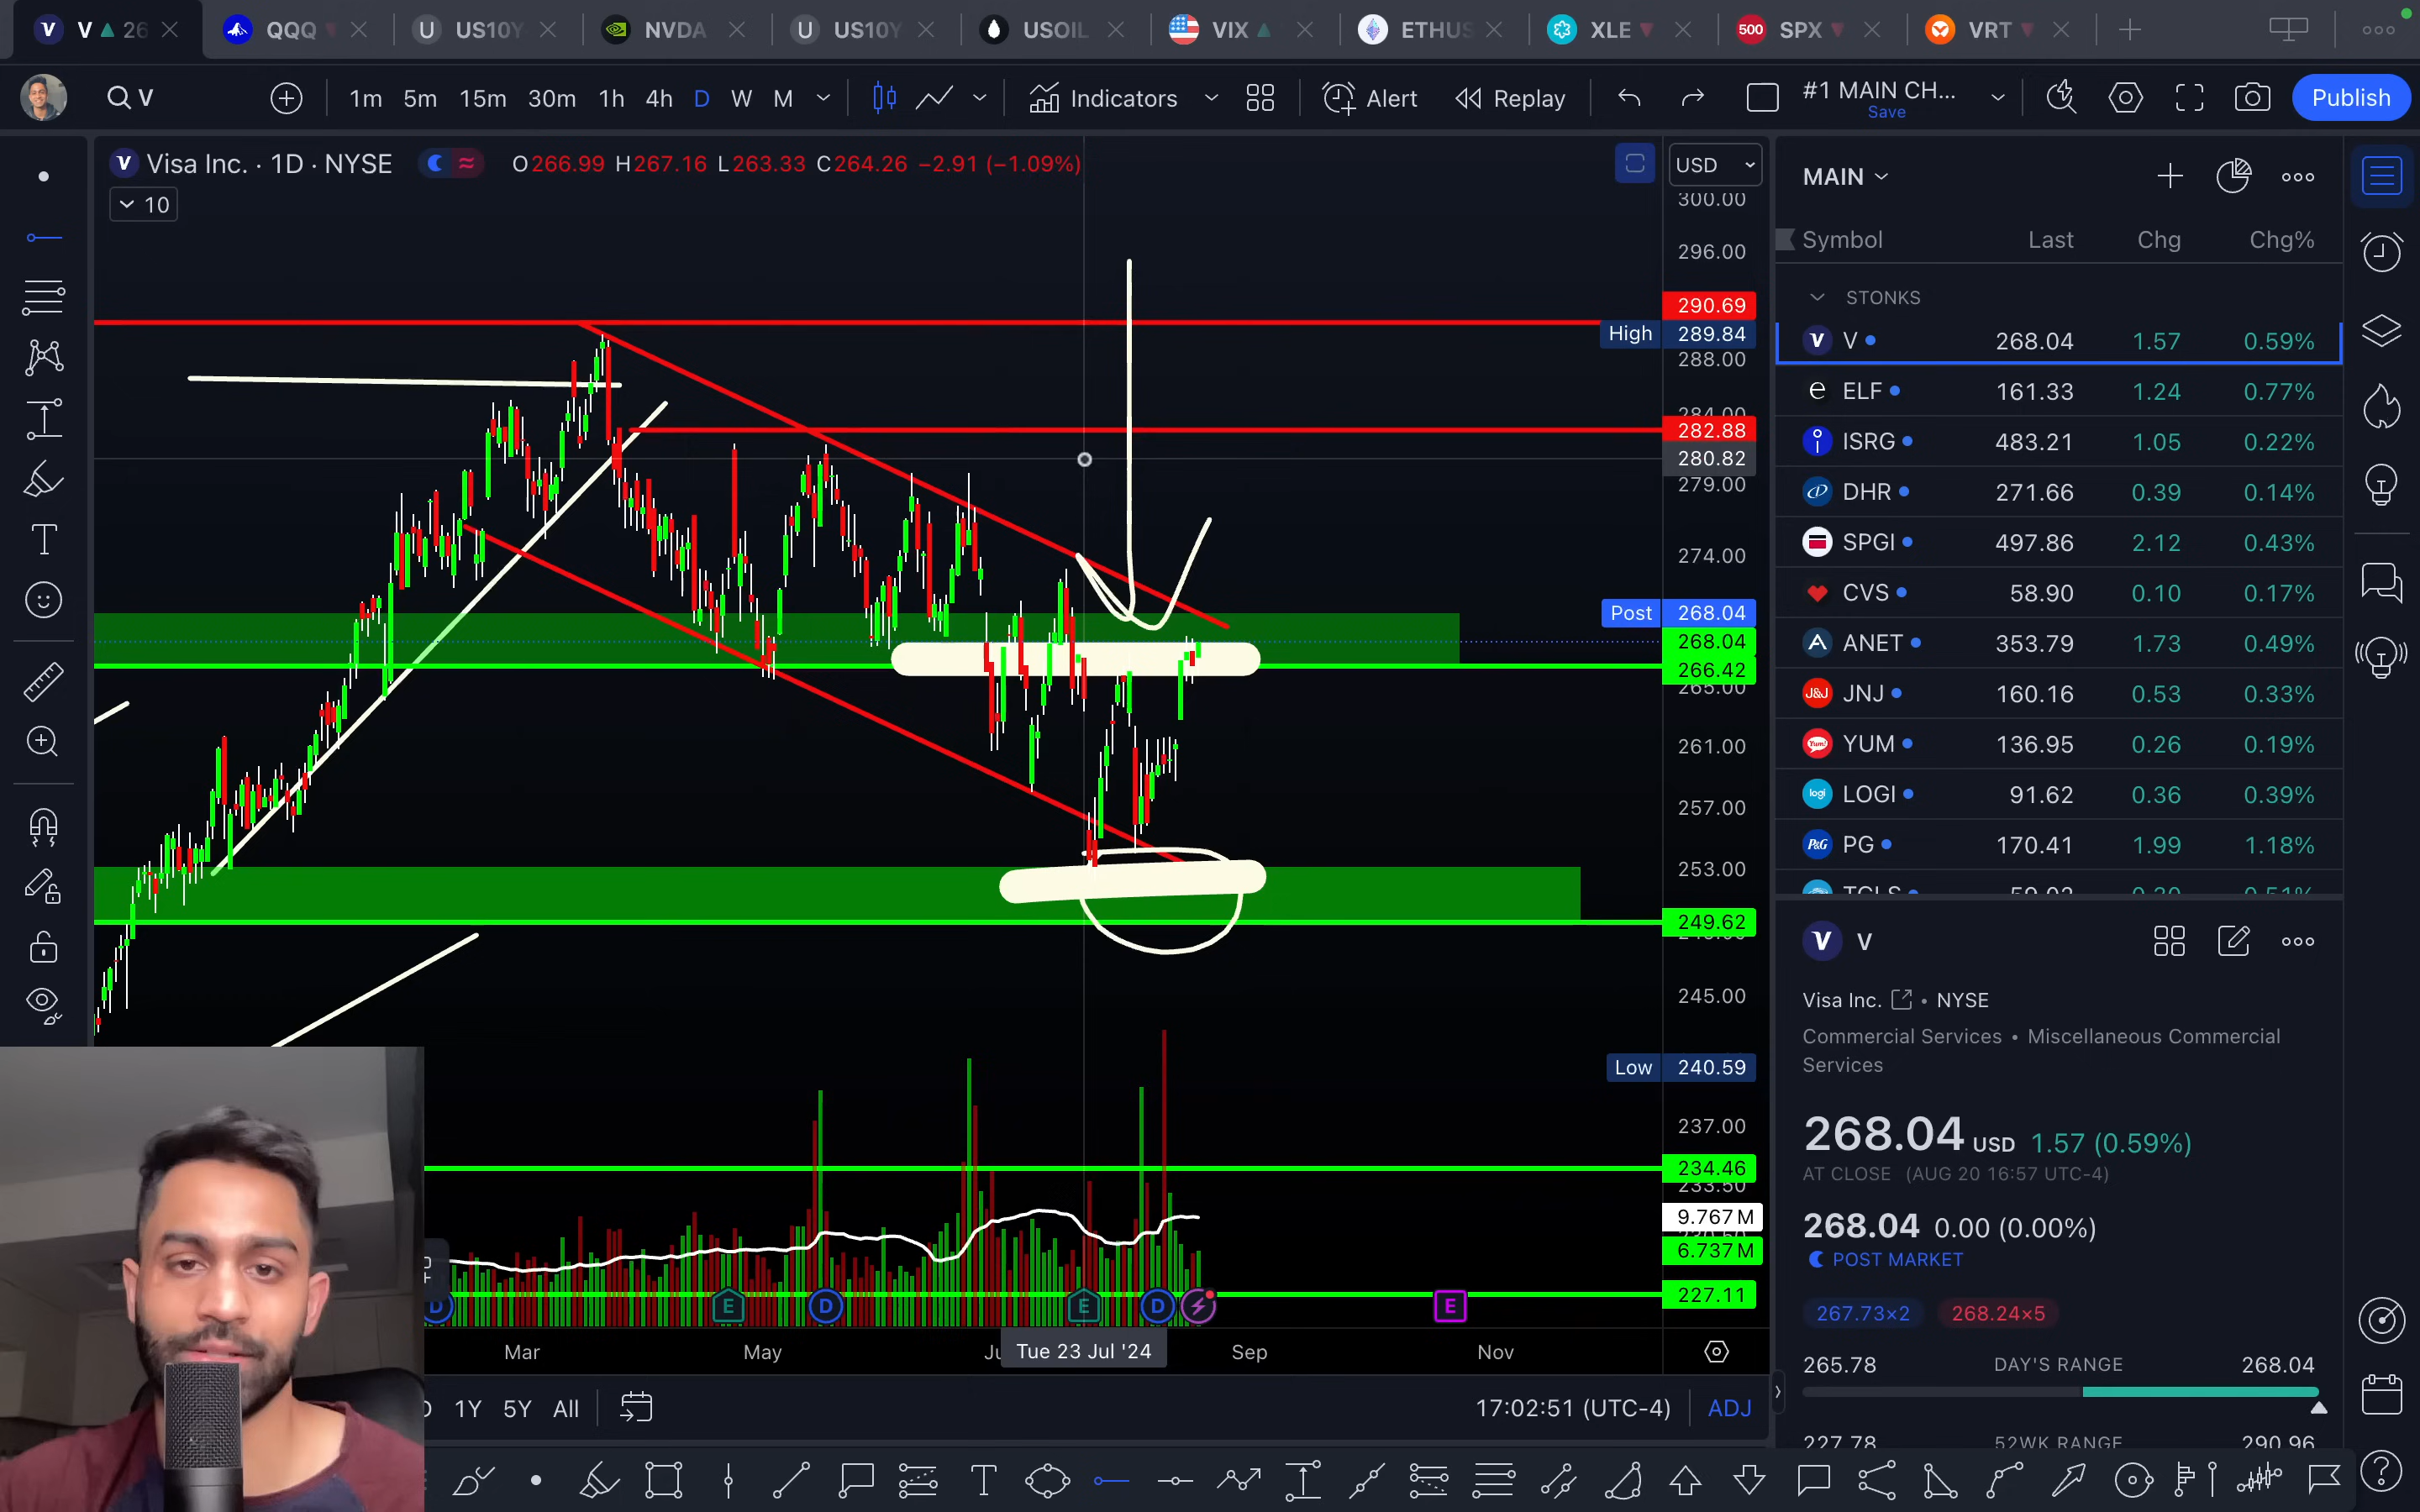 V 26
QQQ
US10Y
NVDA
US10Y
USOIL
VIX
ETHUS
XLE
500 SPX
VRT
V
1m 5m 15m 30m 1h 4h D W M
Indicators
Alert
Replay
#1 MAIN CH...
Save
Publish
V Visa Inc. · 1D · NYSE
O266.99 H267.16 L263.33 C264.26 −2.91 (−1.09%)
10
USD
300.00
296.00
290.69
High 289.84
288.00
284.00
282.88
280.82
279.00
274.00
Post 268.04
268.04
266.42
265.00
261.00
257.00
253.00
249.62
245.00
Low 240.59
237.00
234.46
233.50
9.767 M
6.737 M
227.11
D E D E D E
Mar May Tue 23 Jul '24 Sep Nov
1Y 5Y All
17:02:51 (UTC-4) ADJ
MAIN
Symbol Last Chg Chg%
STONKS
V 268.04 1.57 0.59%
ELF 161.33 1.24 0.77%
ISRG 483.21 1.05 0.22%
DHR 271.66 0.39 0.14%
SPGI 497.86 2.12 0.43%
CVS 58.90 0.10 0.17%
ANET 353.79 1.73 0.49%
J&J JNJ 160.16 0.53 0.33%
Yum! YUM 136.95 0.26 0.19%
logi LOGI 91.62 0.36 0.39%
P&G PG 170.41 1.99 1.18%
V V
Visa Inc. • NYSE
Commercial Services • Miscellaneous Commercial
Services
268.04 USD 1.57 (0.59%)
AT CLOSE (AUG 20 16:57 UTC-4)
268.04 0.00 (0.00%)
POST MARKET
267.73×2 268.24×5
265.78 DAY'S RANGE 268.04
227.78 52WK RANGE 290.96